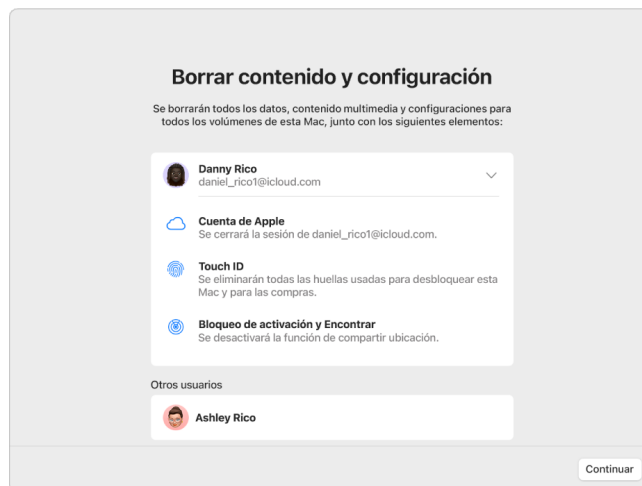 Borrar contenido y configuración
Se borrarán todos los datos, contenido multimedia y configuraciones para
todos los volúmenes de esta Mac, junto con los siguientes elementos:
Danny Rico
daniel_rico1@icloud.com
Cuenta de Apple
Se cerrará la sesión de daniel_rico1@icloud.com.
Touch ID
Se eliminarán todas las huellas usadas para desbloquear esta
Mac y para las compras.
Bloqueo de activación y Encontrar
Se desactivará la función de compartir ubicación.
Otros usuarios
Ashley Rico
Continuar